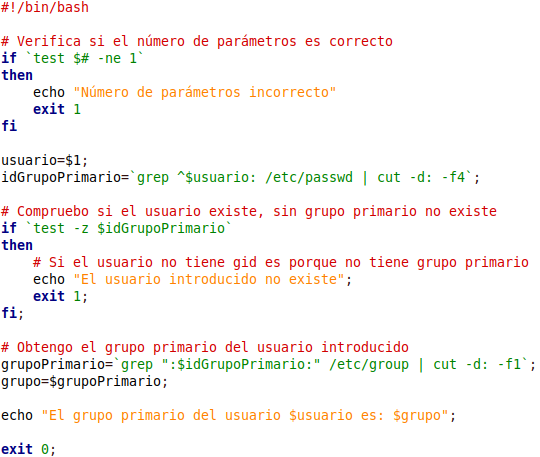 #!/bin/bash

# Verifica si el número de parámetros es correcto
if `test $# -ne 1`
then
    echo "Número de parámetros incorrecto"
    exit 1
fi

usuario=$1;
idGrupoPrimario=`grep ^$usuario: /etc/passwd | cut -d: -f4`;

# Compruebo si el usuario existe, sin grupo primario no existe
if `test -z $idGrupoPrimario`
then
    # Si el usuario no tiene gid es porque no tiene grupo primario
    echo "El usuario introducido no existe";
    exit 1;
fi;

# Obtengo el grupo primario del usuario introducido
grupoPrimario=`grep ":$idGrupoPrimario:" /etc/group | cut -d: -f1`;
grupo=$grupoPrimario;

echo "El grupo primario del usuario $usuario es: $grupo";

exit 0;